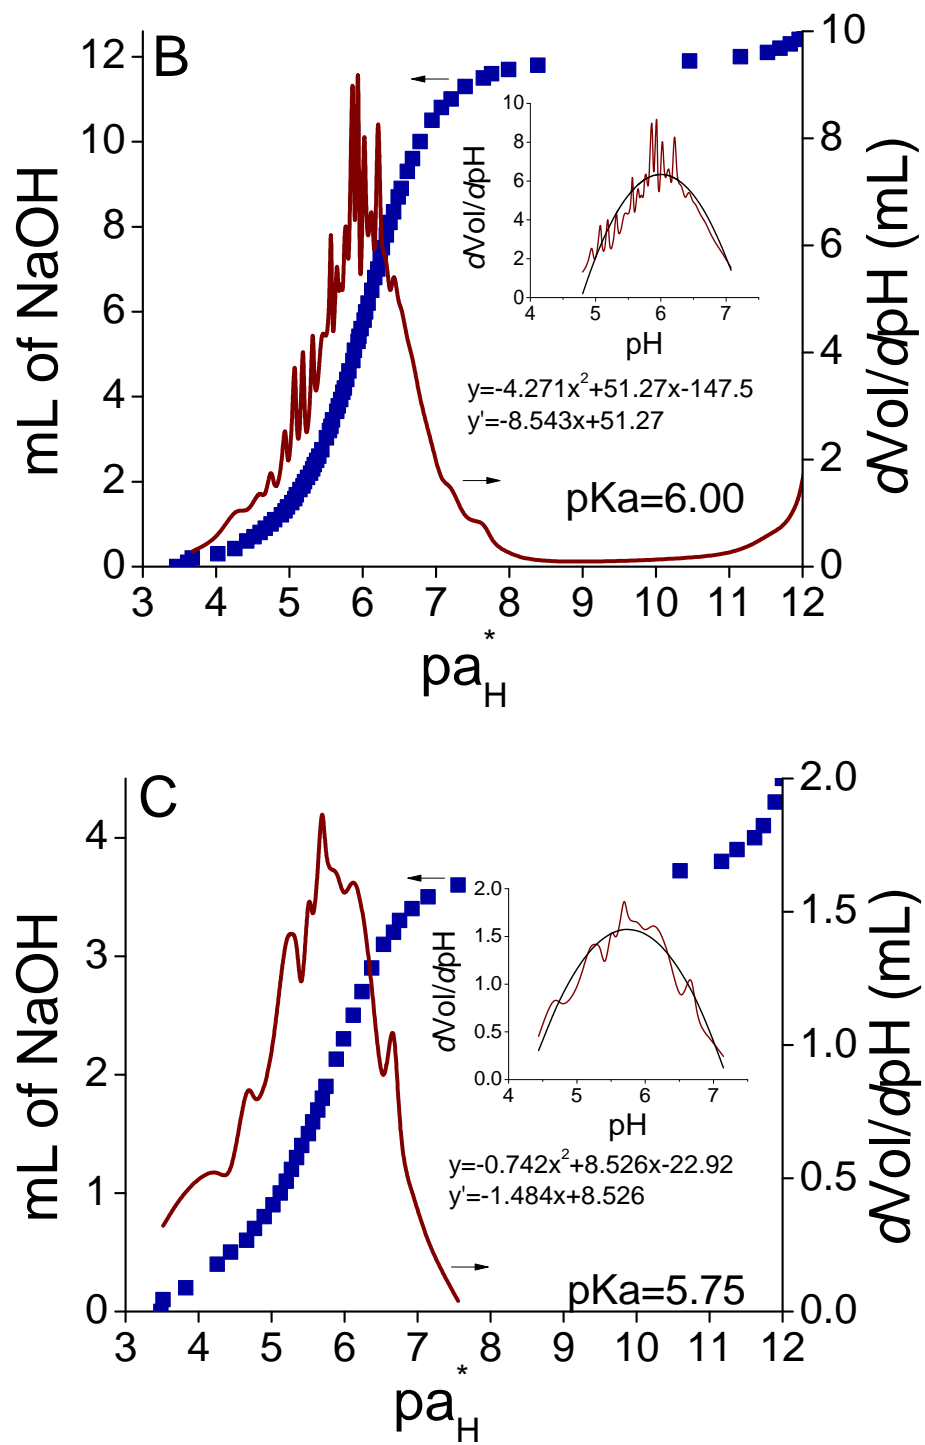 B
mL of NaOH
12
10
8
6
4
2
0
10
8
6
4
2
0
dVol/dpH (mL)
3 4 5 6 7 8 9 10 11 12
pa*H
dVol/dpH
10
8
6
4
2
0
4 5 6 7
pH
y=-4.271x²+51.27x-147.5
y'=-8.543x+51.27
pKa=6.00
C
mL of NaOH
4
3
2
1
0
2.0
1.5
1.0
0.5
0.0
dVol/dpH (mL)
3 4 5 6 7 8 9 10 11 12
pa*H
dVol/dpH
2.0
1.5
1.0
0.5
0.0
4 5 6 7
pH
y=-0.742x²+8.526x-22.92
y'=-1.484x+8.526
pKa=5.75